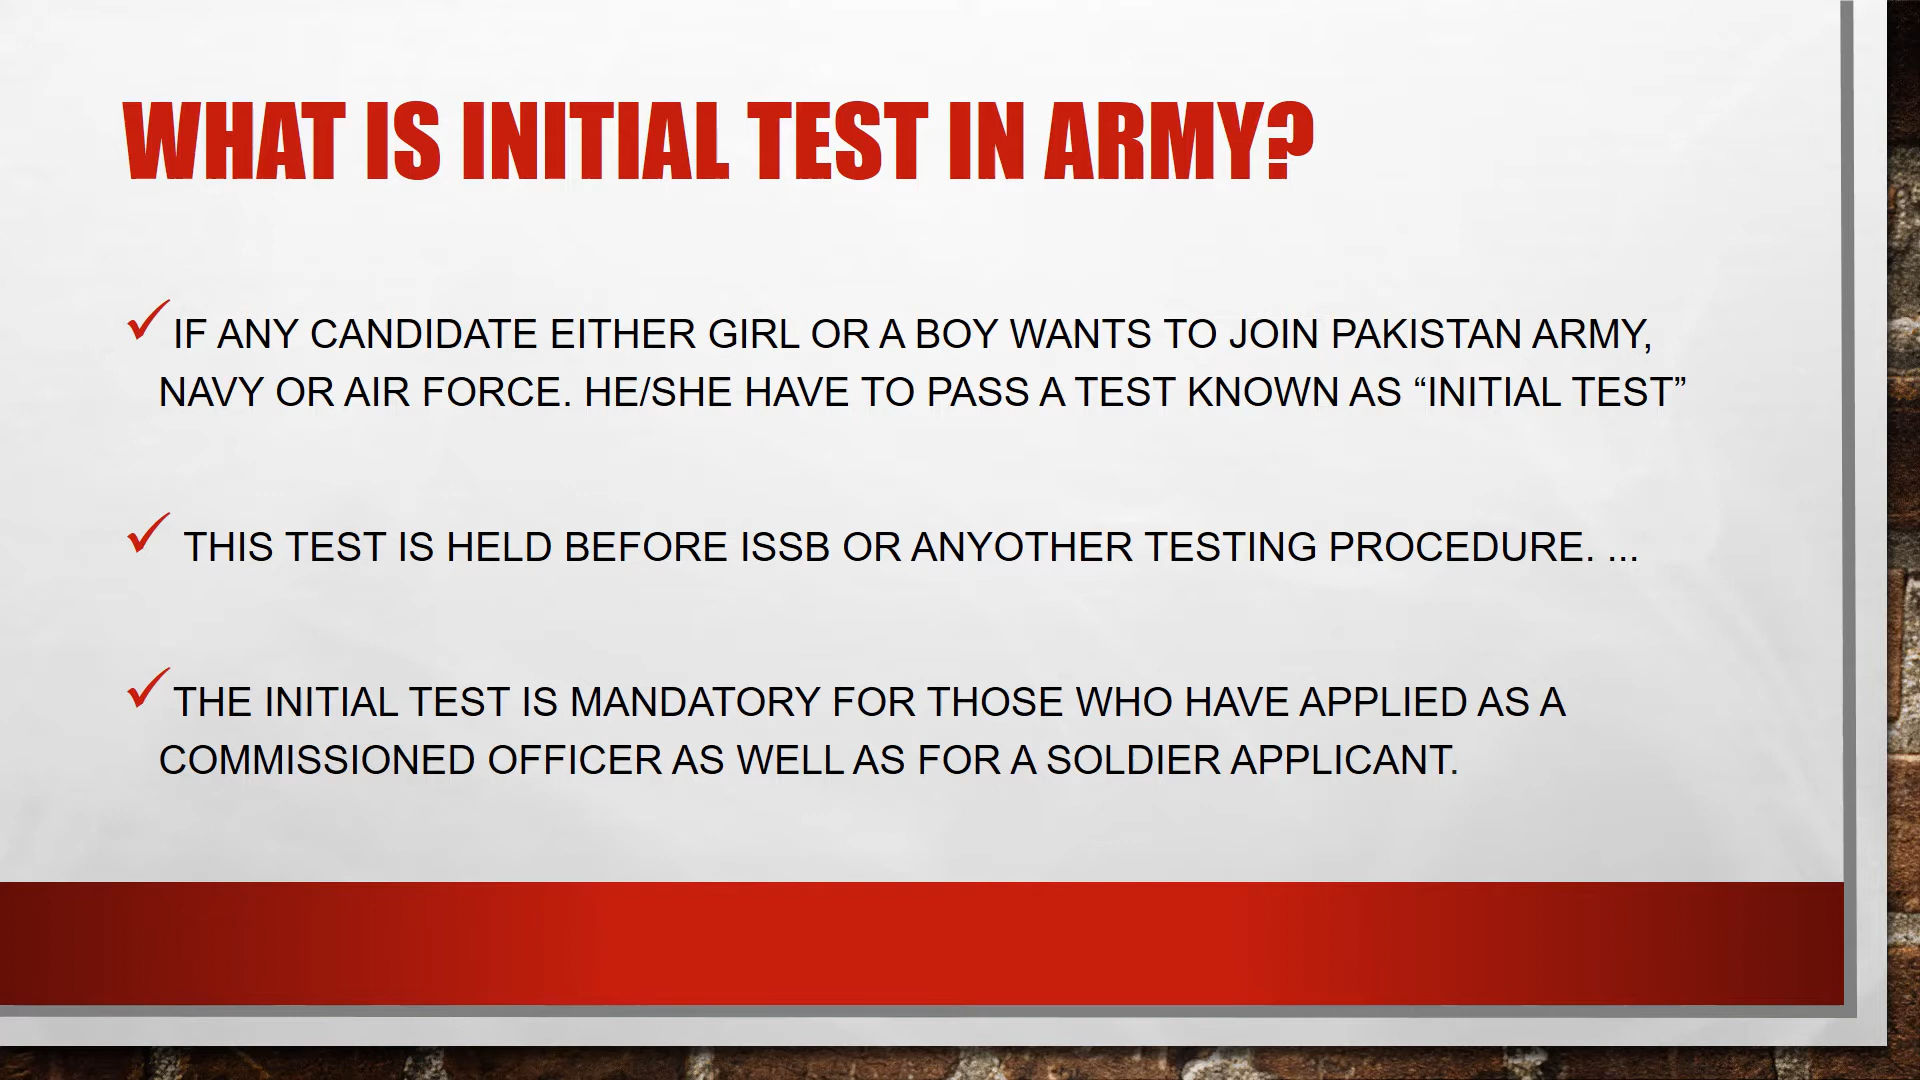 WHAT IS INITIAL TEST IN ARMY?
IF ANY CANDIDATE EITHER GIRL OR A BOY WANTS TO JOIN PAKISTAN ARMY,
NAVY OR AIR FORCE. HE/SHE HAVE TO PASS A TEST KNOWN AS “INITIAL TEST”
THIS TEST IS HELD BEFORE ISSB OR ANYOTHER TESTING PROCEDURE. ...
THE INITIAL TEST IS MANDATORY FOR THOSE WHO HAVE APPLIED AS A
COMMISSIONED OFFICER AS WELL AS FOR A SOLDIER APPLICANT.